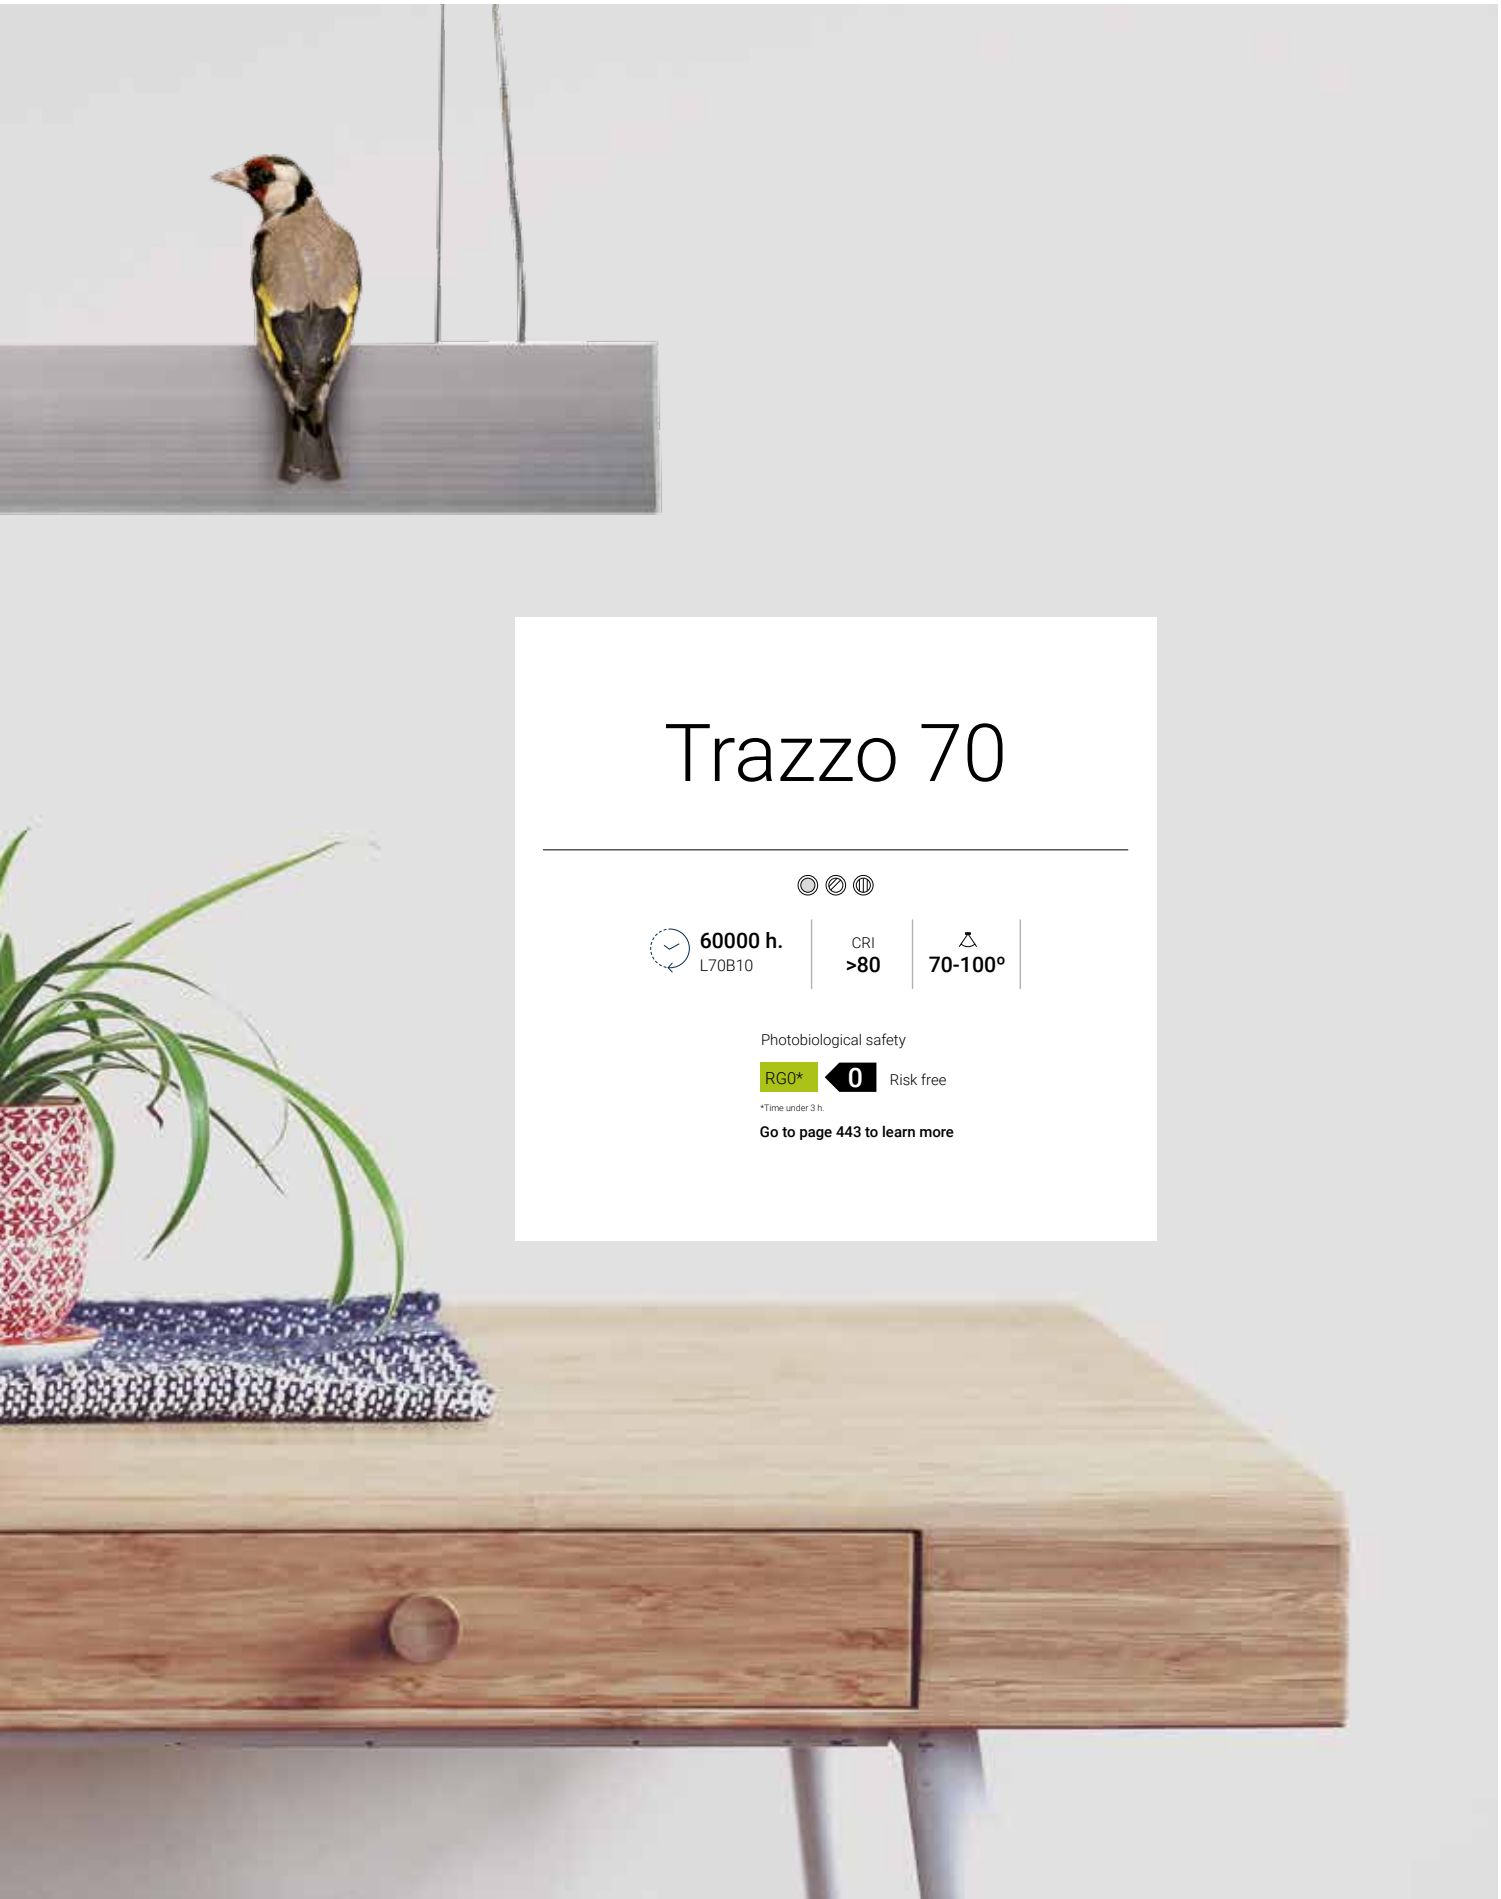 Trazzo 70
60000 h.
L70B10
CRI
>80
70-100º
Photobiological safety
RG0* 0 Risk free
*Time under 3 h.
Go to page 443 to learn more